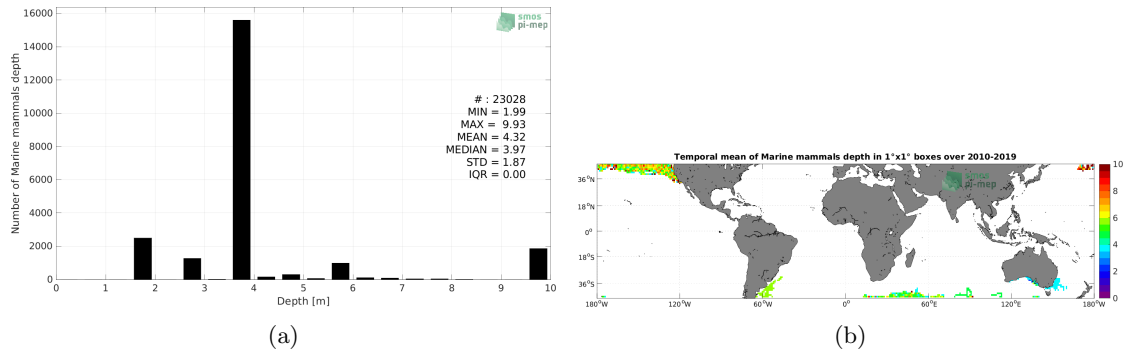 smos
pi-mep
16000
14000
12000
10000
8000
6000
4000
2000
0
Number of Marine mammals depth
# : 23028
MIN = 1.99
MAX = 9.93
MEAN = 4.32
MEDIAN = 3.97
STD = 1.87
IQR = 0.00
0 1 2 3 4 5 6 7 8 9 10
Depth [m]
(a)
Temporal mean of Marine mammals depth in 1°x1° boxes over 2010-2019
smos
pi-mep
36°N
18°N
0°
18°S
36°S
180°W 120°W 60°W 0° 60°E 120°E 180°W
10
8
6
4
2
0
(b)